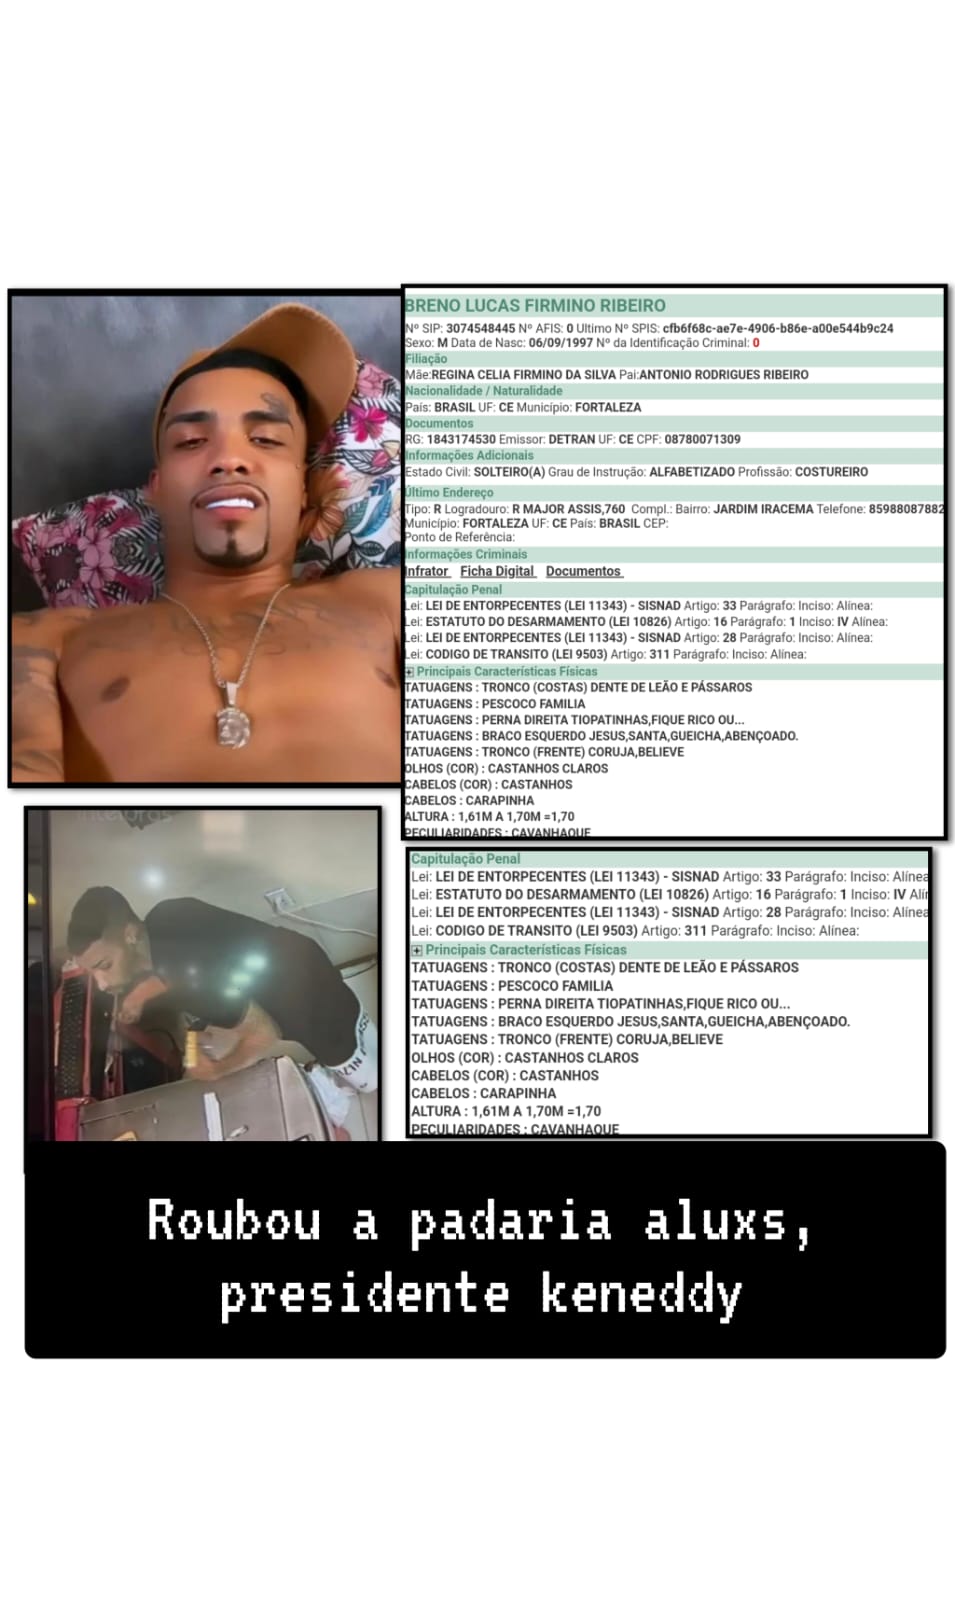 BRENO LUCAS FIRMINO RIBEIRO
Nº SIP: 3074548445 Nº AFIS: 0 Ultimo Nº SPIS: cfb6f68c-ae7e-4906-b86e-a00e544b9c24
Sexo: M Data de Nasc: 06/09/1997 Nº da Identificação Criminal: 0
Filiação
Mãe:REGINA CELIA FIRMINO DA SILVA Pai:ANTONIO RODRIGUES RIBEIRO
Nacionalidade / Naturalidade
País: BRASIL UF: CE Município: FORTALEZA
Documentos
RG: 1843174530 Emissor: DETRAN UF: CE CPF: 08780071309
Informações Adicionais
Estado Civil: SOLTEIRO(A) Grau de Instrução: ALFABETIZADO Profissão: COSTUREIRO
Último Endereço
Tipo: R Logradouro: R MAJOR ASSIS,760 Compl.: Bairro: JARDIM IRACEMA Telefone: 85988087882
Município: FORTALEZA UF: CE País: BRASIL CEP:
Ponto de Referência:
Informações Criminais
Infrator Ficha Digital Documentos
Capitulação Penal
Lei: LEI DE ENTORPECENTES (LEI 11343) - SISNAD Artigo: 33 Parágrafo: Inciso: Alínea:
Lei: ESTATUTO DO DESARMAMENTO (LEI 10826) Artigo: 16 Parágrafo: 1 Inciso: IV Alínea:
Lei: LEI DE ENTORPECENTES (LEI 11343) - SISNAD Artigo: 28 Parágrafo: Inciso: Alínea:
Lei: CODIGO DE TRANSITO (LEI 9503) Artigo: 311 Parágrafo: Inciso: Alínea:
Principais Características Físicas
TATUAGENS : TRONCO (COSTAS) DENTE DE LEÃO E PÁSSAROS
TATUAGENS : PESCOCO FAMILIA
TATUAGENS : PERNA DIREITA TIOPATINHAS,FIQUE RICO OU...
TATUAGENS : BRACO ESQUERDO JESUS,SANTA,GUEICHA,ABENÇOADO.
TATUAGENS : TRONCO (FRENTE) CORUJA,BELIEVE
OLHOS (COR) : CASTANHOS CLAROS
CABELOS (COR) : CASTANHOS
CABELOS : CARAPINHA
ALTURA : 1,61M A 1,70M =1,70
PECULIARIDADES : CAVANHAQUE
intelbras
Capitulação Penal
Lei: LEI DE ENTORPECENTES (LEI 11343) - SISNAD Artigo: 33 Parágrafo: Inciso: Alínea
Lei: ESTATUTO DO DESARMAMENTO (LEI 10826) Artigo: 16 Parágrafo: 1 Inciso: IV Alí
Lei: LEI DE ENTORPECENTES (LEI 11343) - SISNAD Artigo: 28 Parágrafo: Inciso: Alínea
Lei: CODIGO DE TRANSITO (LEI 9503) Artigo: 311 Parágrafo: Inciso: Alínea:
Principais Características Físicas
TATUAGENS : TRONCO (COSTAS) DENTE DE LEÃO E PÁSSAROS
TATUAGENS : PESCOCO FAMILIA
TATUAGENS : PERNA DIREITA TIOPATINHAS,FIQUE RICO OU...
TATUAGENS : BRACO ESQUERDO JESUS,SANTA,GUEICHA,ABENÇOADO.
TATUAGENS : TRONCO (FRENTE) CORUJA,BELIEVE
OLHOS (COR) : CASTANHOS CLAROS
CABELOS (COR) : CASTANHOS
CABELOS : CARAPINHA
ALTURA : 1,61M A 1,70M =1,70
PECULIARIDADES : CAVANHAQUE
Roubou a padaria aluxs,
presidente keneddy